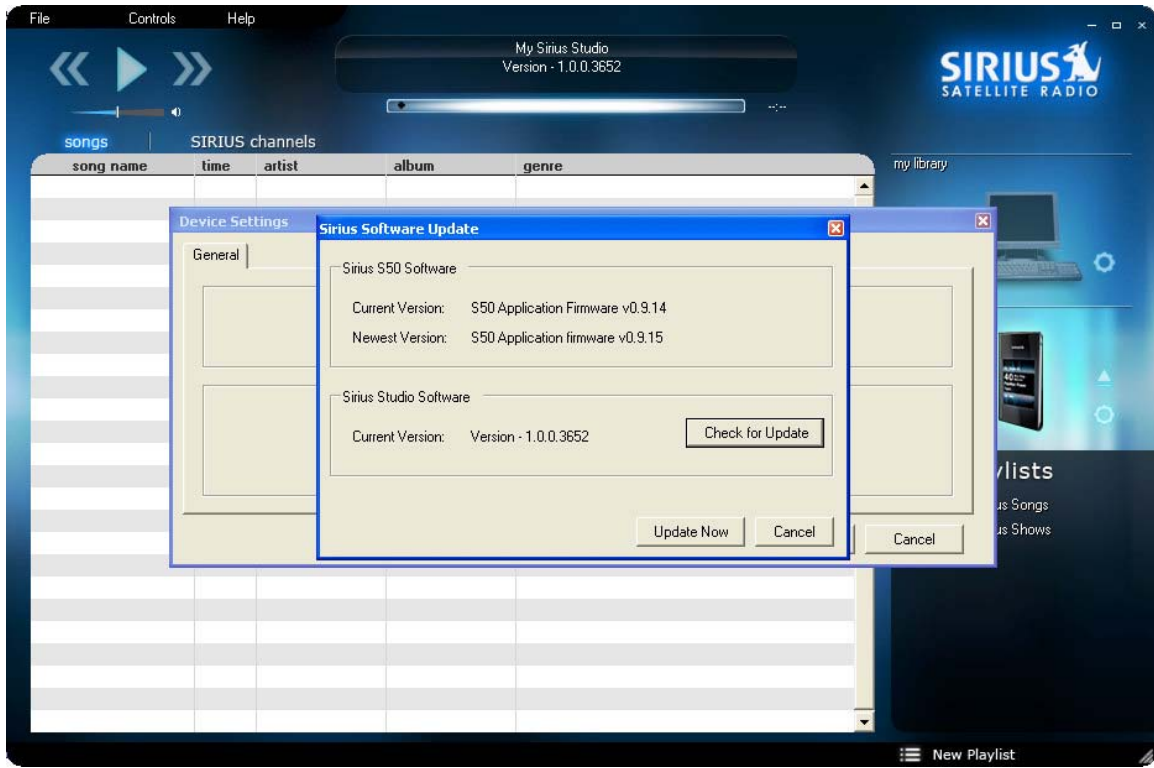 File Controls Help
My Sirius Studio
Version - 1.0.0.3652
--:--
SIRIUS
SATELLITE RADIO
songs SIRIUS channels
song name time artist album genre
my library
Device Settings
General
Sirius Software Update
Sirius S50 Software
Current Version: S50 Application Firmware v0.9.14
Newest Version: S50 Application firmware v0.9.15
Sirius Studio Software
Current Version: Version - 1.0.0.3652
Check for Update
Update Now Cancel
Cancel
ylists
us Songs
us Shows
New Playlist